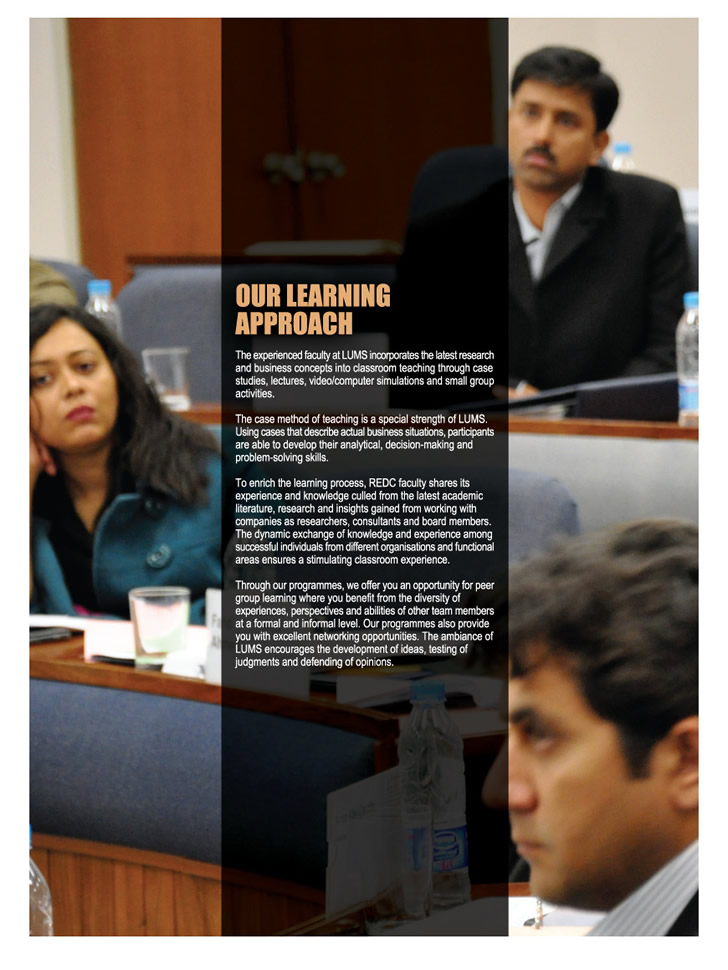 OUR LEARNING
APPROACH
The experienced faculty at LUMS incorporates the latest research
and business concepts into classroom teaching through case
studies, lectures, video/computer simulations and small group
activities.
The case method of teaching is a special strength of LUMS.
Using cases that describe actual business situations, participants
are able to develop their analytical, decision-making and
problem-solving skills.
To enrich the learning process, REDC faculty shares its
experience and knowledge culled from the latest academic
literature, research and insights gained from working with
companies as researchers, consultants and board members.
The dynamic exchange of knowledge and experience among
successful individuals from different organisations and functional
areas ensures a stimulating classroom experience.
Through our programmes, we offer you an opportunity for peer
group learning where you benefit from the diversity of
experiences, perspectives and abilities of other team members
at a formal and informal level. Our programmes also provide
you with excellent networking opportunities. The ambiance of
LUMS encourages the development of ideas, testing of
judgments and defending of opinions.